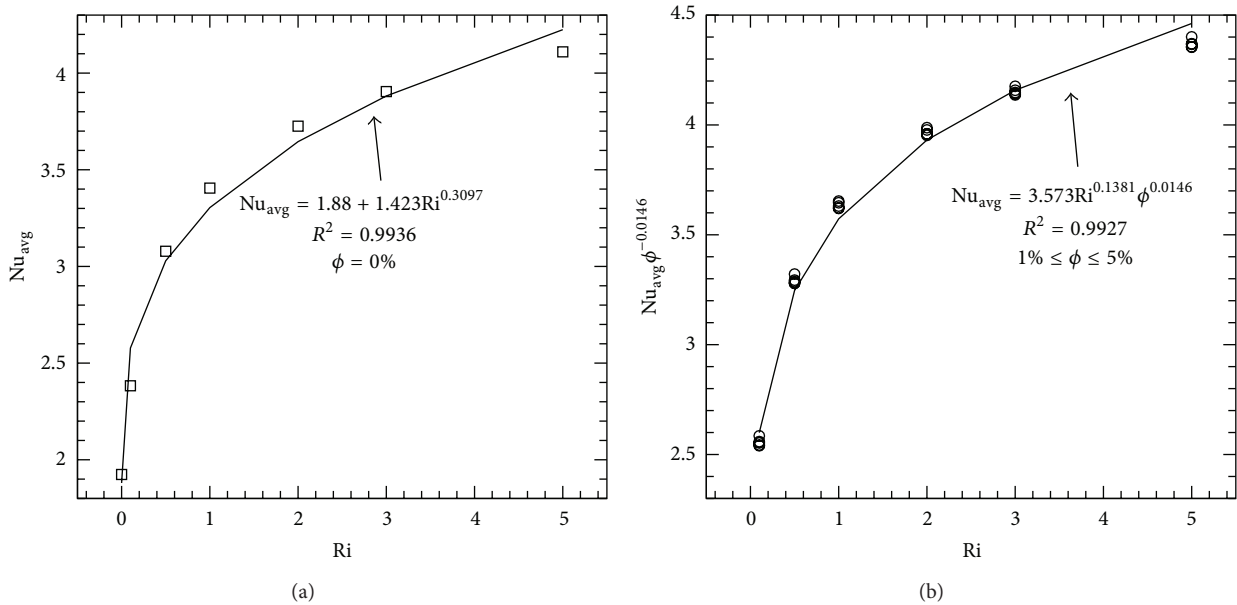 4
3.5
3
2.5
2
Nu_avg
Nu_avg = 1.88 + 1.423Ri^0.3097
R² = 0.9936
ϕ = 0%
0 1 2 3 4 5
Ri
(a)
4.5
4
3.5
3
2.5
Nu_avg ϕ^−0.0146
Nu_avg = 3.573Ri^0.1381 ϕ^0.0146
R² = 0.9927
1% ≤ ϕ ≤ 5%
0 1 2 3 4 5
Ri
(b)